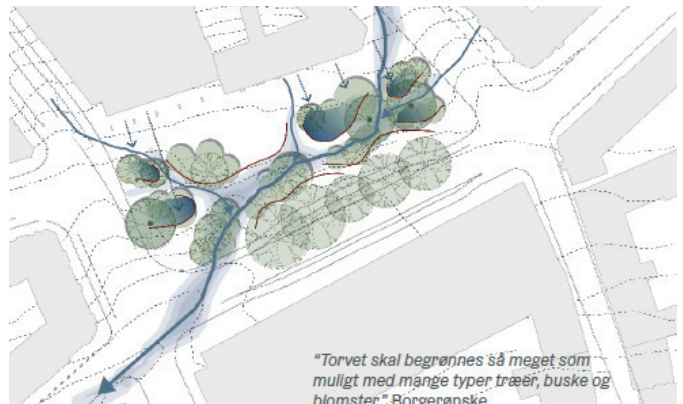 “Torvet skal begrønnes så meget som
muligt med mange typer træer, buske og
blomster.” Borgerønske